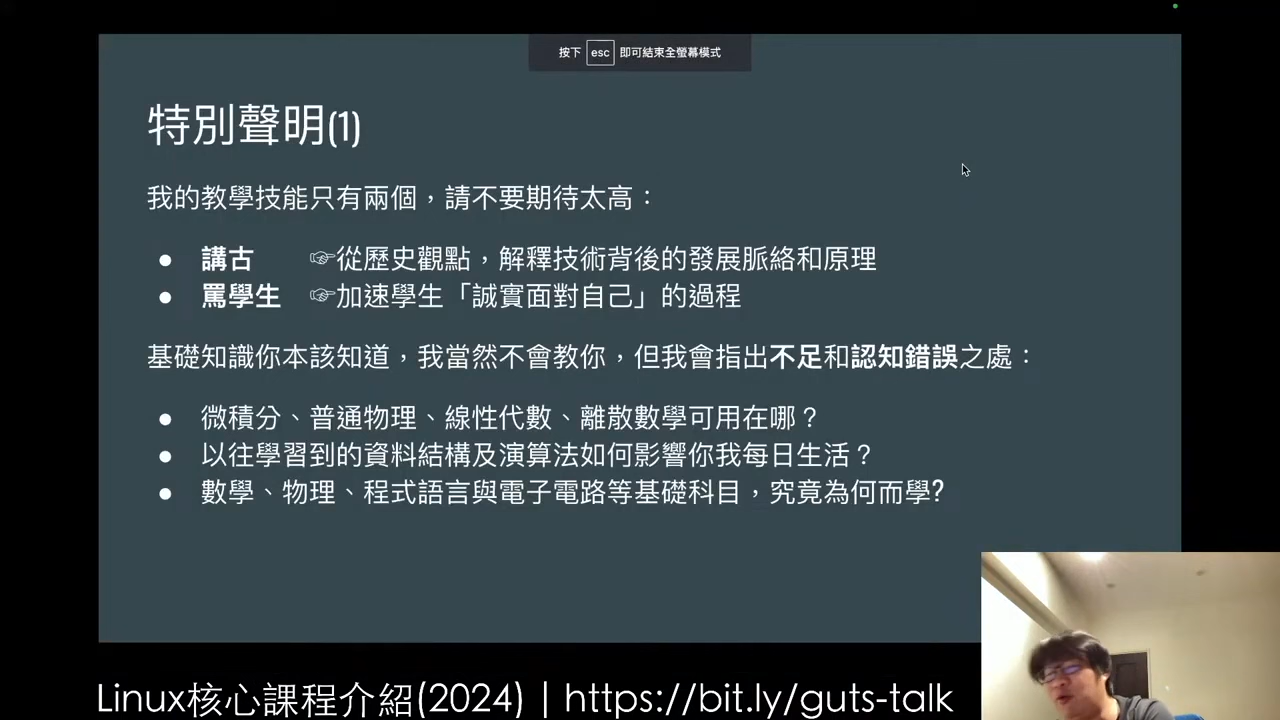 按下 esc 即可結束全螢幕模式
特別聲明(1)
我的教學技能只有兩個，請不要期待太高：
● 講古 ☞從歷史觀點，解釋技術背後的發展脈絡和原理
● 罵學生 ☞加速學生「誠實面對自己」的過程
基礎知識你本該知道，我當然不會教你，但我會指出不足和認知錯誤之處：
● 微積分、普通物理、線性代數、離散數學可用在哪？
● 以往學習到的資料結構及演算法如何影響你我每日生活？
● 數學、物理、程式語言與電子電路等基礎科目，究竟為何而學?
Linux核心課程介紹(2024) | https://bit.ly/guts-talk